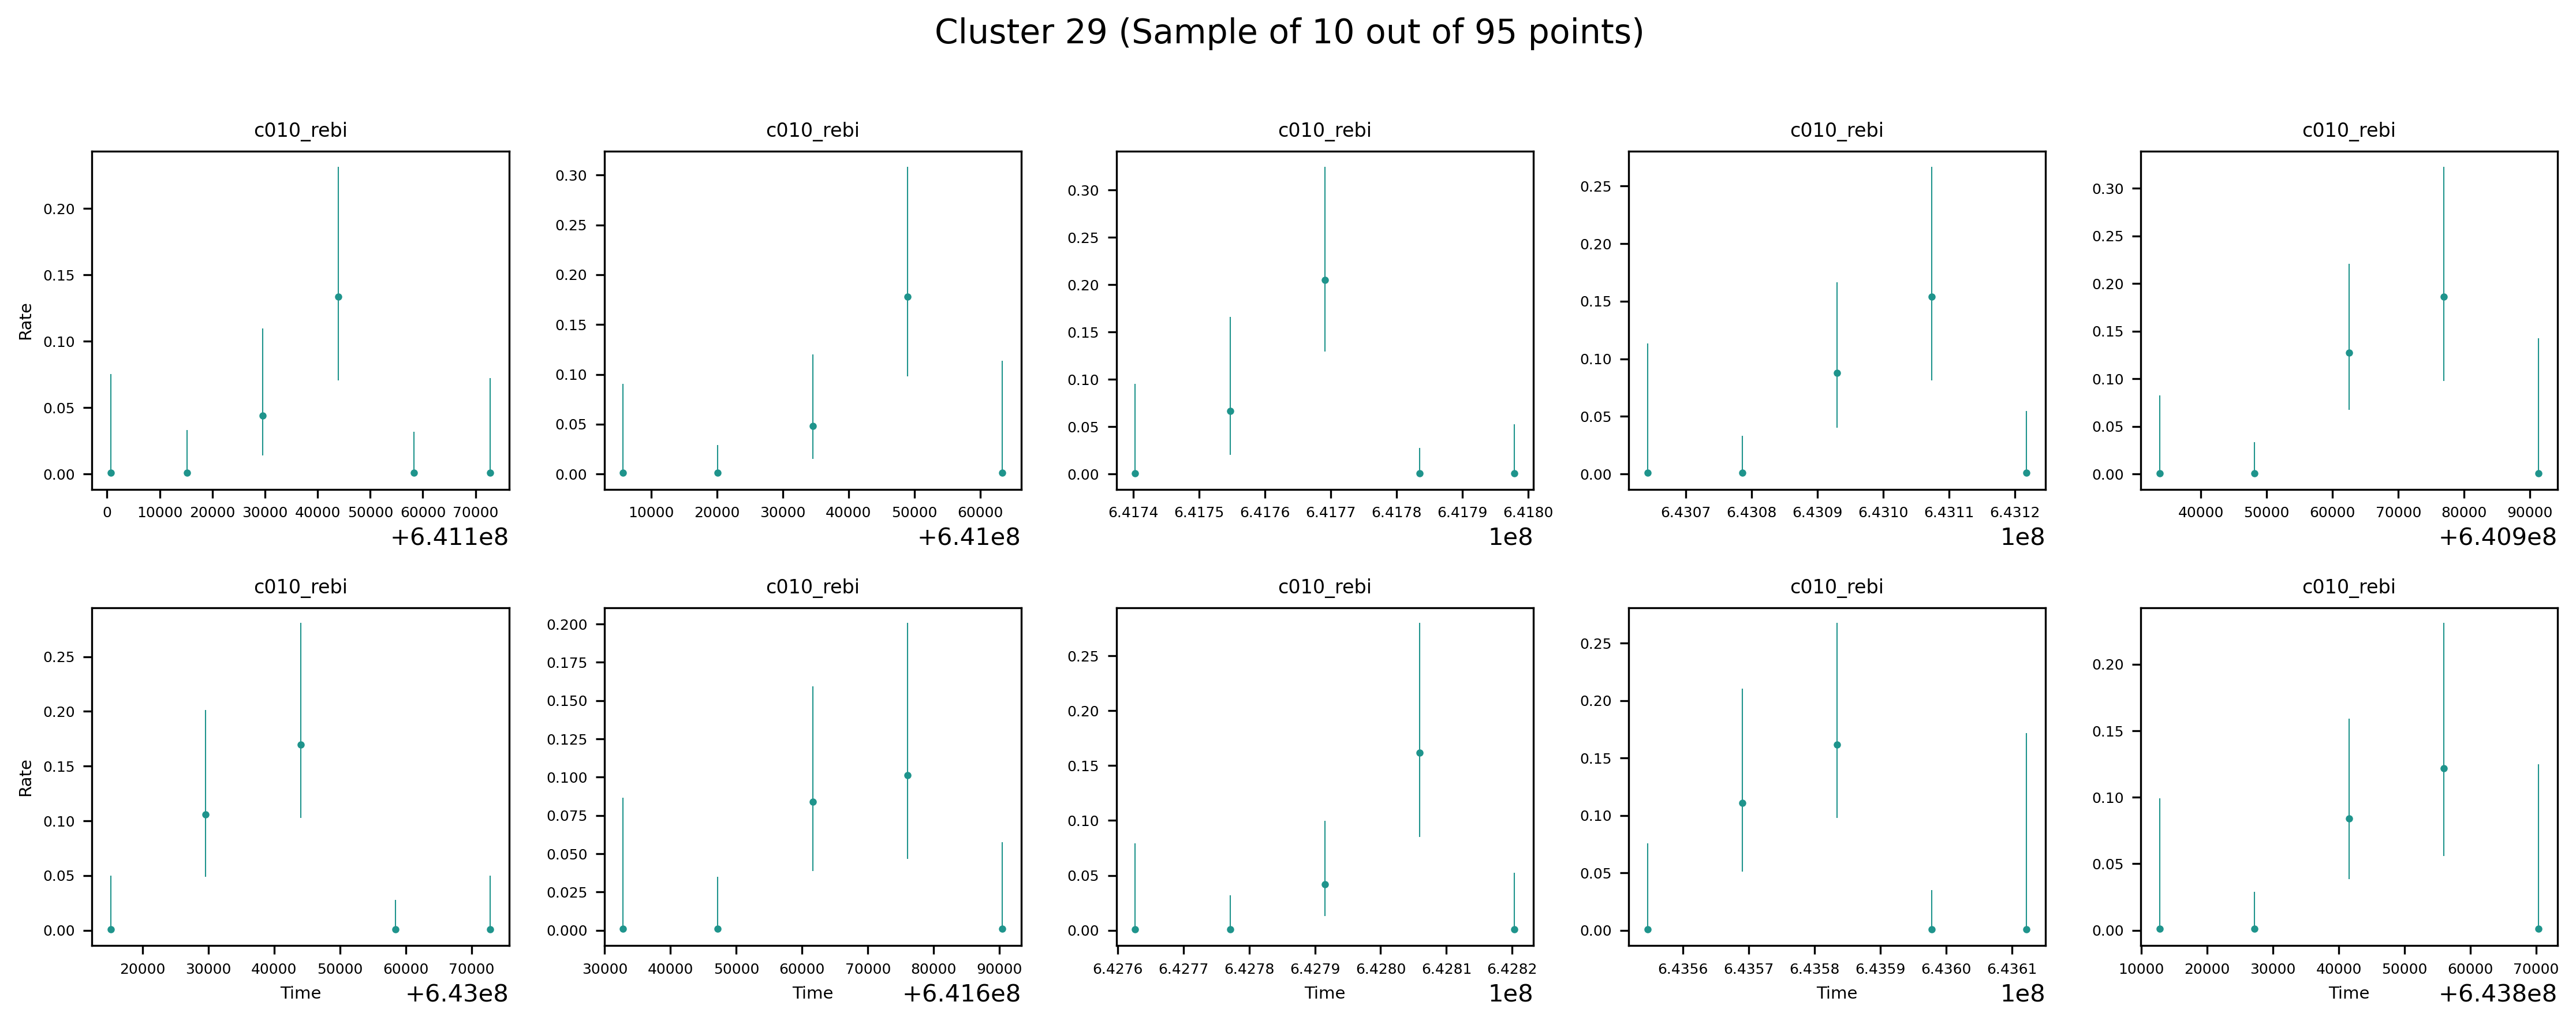 Cluster 29 (Sample of 10 out of 95 points)
c010_rebi c010_rebi c010_rebi c010_rebi c010_rebi
Rate
0.20 0.15 0.10 0.05 0.00
0 10000 20000 30000 40000 50000 60000 70000
+6.411e8
0.30 0.25 0.20 0.15 0.10 0.05 0.00
10000 20000 30000 40000 50000 60000
+6.41e8
0.30 0.25 0.20 0.15 0.10 0.05 0.00
6.4174 6.4175 6.4176 6.4177 6.4178 6.4179 6.4180
1e8
0.25 0.20 0.15 0.10 0.05 0.00
6.4307 6.4308 6.4309 6.4310 6.4311 6.4312
1e8
0.30 0.25 0.20 0.15 0.10 0.05 0.00
40000 50000 60000 70000 80000 90000
+6.409e8
c010_rebi c010_rebi c010_rebi c010_rebi c010_rebi
Rate
0.25 0.20 0.15 0.10 0.05 0.00
20000 30000 40000 50000 60000 70000
Time +6.43e8
0.200 0.175 0.150 0.125 0.100 0.075 0.050 0.025 0.000
30000 40000 50000 60000 70000 80000 90000
Time +6.416e8
0.25 0.20 0.15 0.10 0.05 0.00
6.4276 6.4277 6.4278 6.4279 6.4280 6.4281 6.4282
Time 1e8
0.25 0.20 0.15 0.10 0.05 0.00
6.4356 6.4357 6.4358 6.4359 6.4360 6.4361
Time 1e8
0.20 0.15 0.10 0.05 0.00
10000 20000 30000 40000 50000 60000 70000
Time +6.438e8